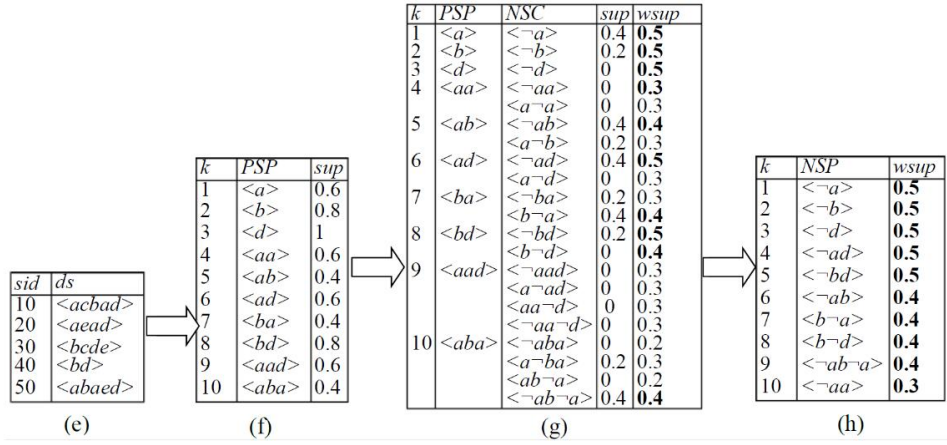 sid ds
10 <acbad>
20 <aead>
30 <bcde>
40 <bd>
50 <abaed>
(e)
k PSP sup
1 <a> 0.6
2 <b> 0.8
3 <d> 1
4 <aa> 0.6
5 <ab> 0.4
6 <ad> 0.6
7 <ba> 0.4
8 <bd> 0.8
9 <aad> 0.6
10 <aba> 0.4
(f)
k PSP NSC sup wsup
1 <a> <¬a> 0.4 0.5
2 <b> <¬b> 0.2 0.5
3 <d> <¬d> 0 0.5
4 <aa> <¬aa> 0 0.3
<a¬a> 0 0.3
5 <ab> <¬ab> 0.4 0.4
<a¬b> 0.2 0.3
6 <ad> <¬ad> 0.4 0.5
<a¬d> 0 0.3
7 <ba> <¬ba> 0.2 0.3
<b¬a> 0.4 0.4
8 <bd> <¬bd> 0.2 0.5
<b¬d> 0 0.4
9 <aad> <¬aad> 0 0.3
<a¬ad> 0 0.3
<aa¬d> 0 0.3
<¬aa¬d> 0 0.3
10 <aba> <¬aba> 0 0.2
<a¬ba> 0.2 0.3
<ab¬a> 0 0.2
<¬ab¬a> 0.4 0.4
(g)
k NSP wsup
1 <¬a> 0.5
2 <¬b> 0.5
3 <¬d> 0.5
4 <¬ad> 0.5
5 <¬bd> 0.5
6 <¬ab> 0.4
7 <b¬a> 0.4
8 <b¬d> 0.4
9 <¬ab¬a> 0.4
10 <¬aa> 0.3
(h)